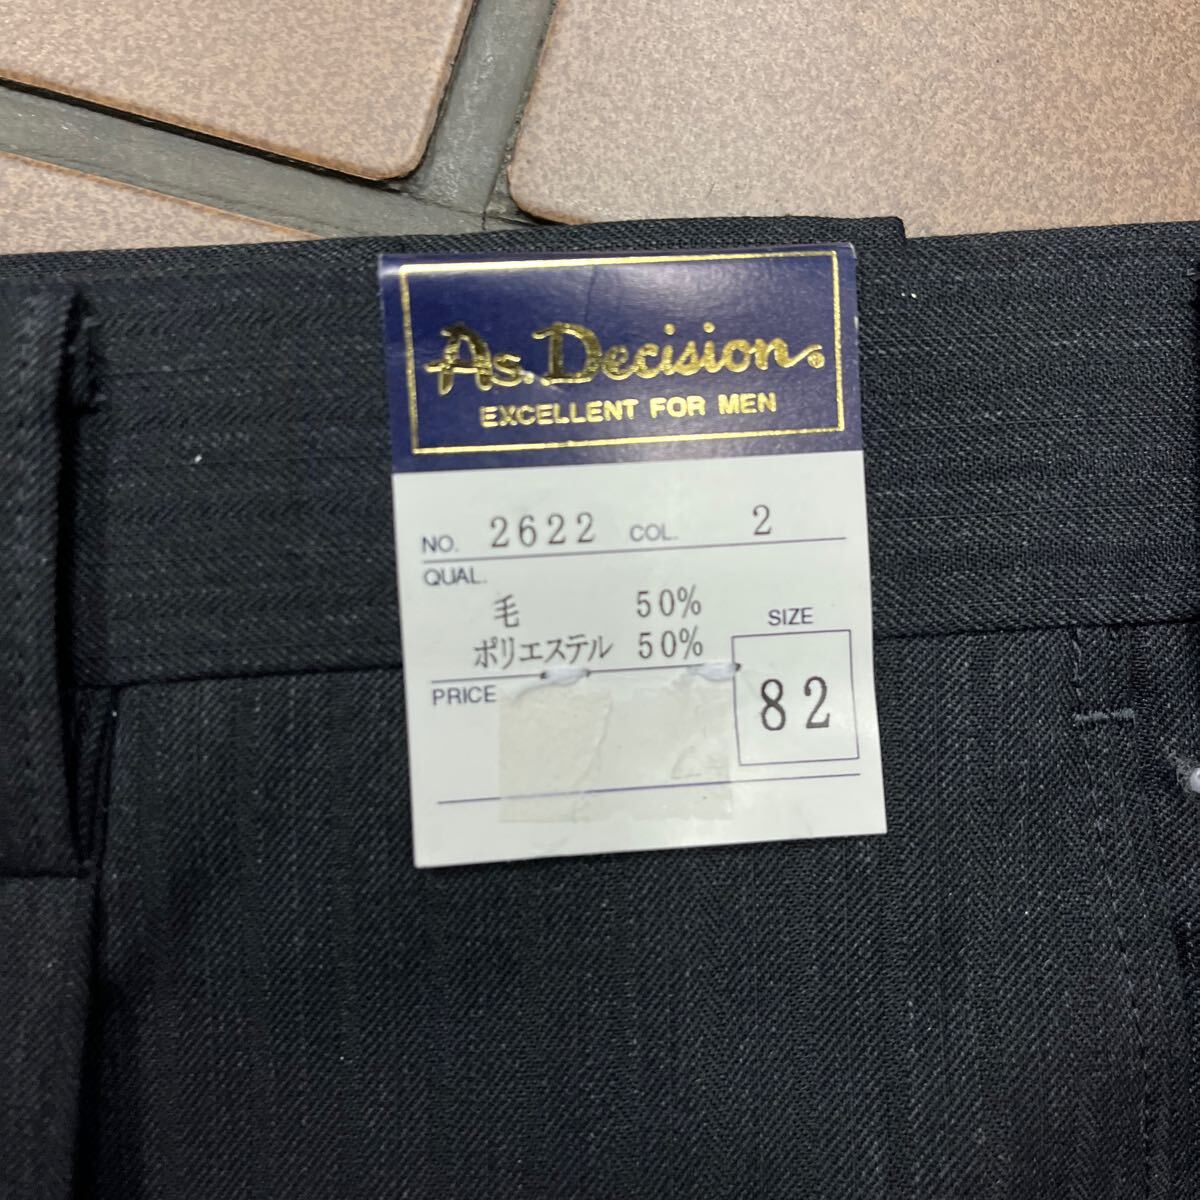 As. Decision®
EXCELLENT FOR MEN
NO. 2622 COL. 2
QUAL.
毛 50%
ポリエステル 50%
SIZE
82
PRICE